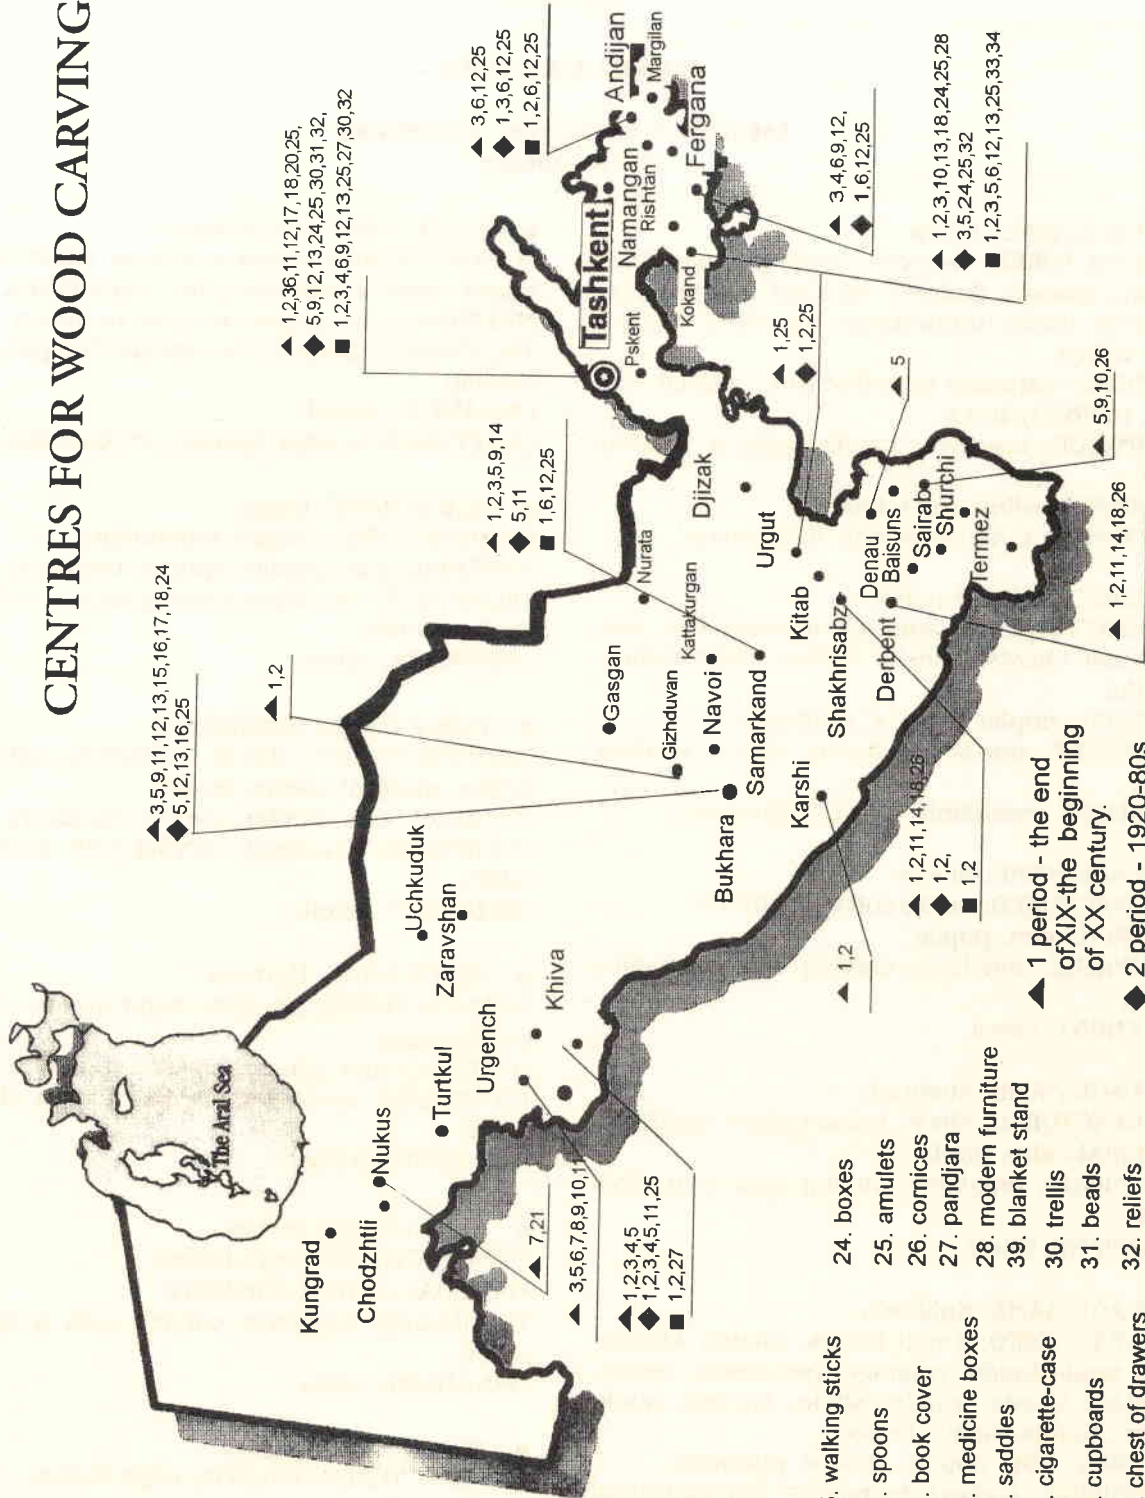 CENTRES FOR WOOD CARVING
▲ 3,6,12,25
◆ 1,3,6,12,25
■ 1,2,6,12,25
▲ 1,2,36,11,12,17,18,20,25,
◆ 5,9,12,13,24,25,30,31,32,
■ 1,2,3,4,6,9,12,13,25,27,30,32
▲ 3,4,6,9,12,
◆ 1,6,12,25
▲ 1,2,3,10,13,18,24,25,28
◆ 3,5,24,25,32
■ 1,2,3,5,6,12,13,25,33,34
▲ 1,25
◆ 1,2,25
▲ 5
▲ 5,9,10,26
▲ 1,2,11,14,18,26
▲ 1,2,3,5,9,14
◆ 5,11
■ 1,6,12,25
▲ 3,5,9,11,12,13,15,16,17,18,24
◆ 5,12,13,16,25
▲ 1,2
▲ 1,2,11,14,18,26
◆ 1,2,
■ 1,2
▲ 1,2
▲ 7,21
▲ 3,5,6,7,8,9,10,11
▲ 1,2,3,4,5
◆ 1,2,3,4,5,11,25
■ 1,2,27
Andijan
Margilan
Namangan
Rishtan
Fergana
Tashkent
Pskent
Kokand
Djizak
Urgut
Nurata
Kattakurgan
Kitab
Denau
Baisuns
Sairab
Shurchi
Termez
Shakhrisabz
Derbent
Gasgan
Gizhduvan
Navoi
Samarkand
Bukhara
Karshi
Uchkuduk
Zaravshan
Khiva
Urgench
Turtkul
Nukus
Chodzhtli
Kungrad
The Aral Sea
▲ 1 period - the end
ofXIX-the beginning
of XX century.
◆ 2 period - 1920-80s
walking sticks
spoons
book cover
medicine boxes
saddles
cigarette-case
cupboards
chest of drawers
24. boxes
25. amulets
26. cornices
27. pandjara
28. modern furniture
39. blanket stand
30. trellis
31. beads
32. reliefs